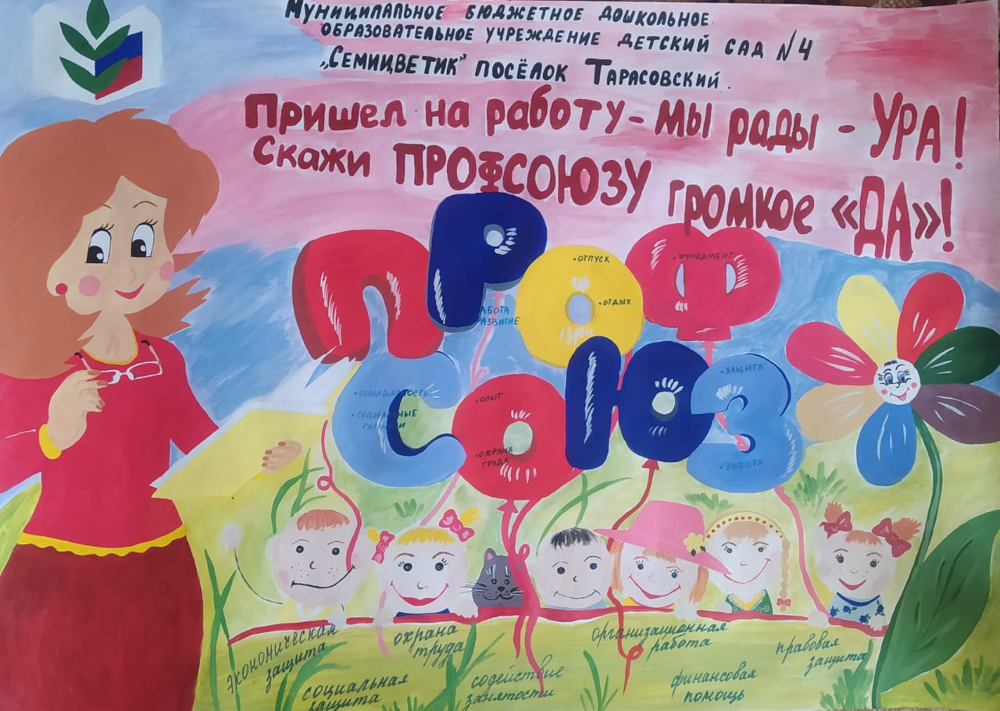 Муниципальное бюджетное дошкольное
образовательное учреждение детский сад №4
„Семицветик" посёлок Тарасовский.
Пришел на работу - мы рады - УРА!
Скажи ПРОФСОЮЗУ громкое «ДА»!
ПРОФ
• ОТПУСК
• ОТДЫХ
• ФУНДАМЕНТ
РАЗВИТИЕ
СОЮЗ
• СОЛИДАРНОСТЬ
• СОЦИАЛЬНЫЕ
ГАРАНТИИ
• ОПЫТ
• ОХРАНА
ТРУДА
• ЗАЩИТА
• ЗАБОТА
экономическая
защита
социальная
защита
охрана
труда
содействие
занятости
организационная
работа
финансовая
помощь
правовая
защита